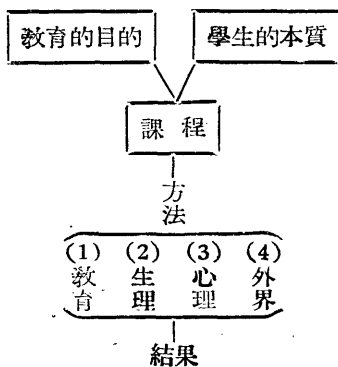 教育的目的
學生的本質
課程
方法
(1) (2) (3) (4)
教育 生理 心理 外界
結果